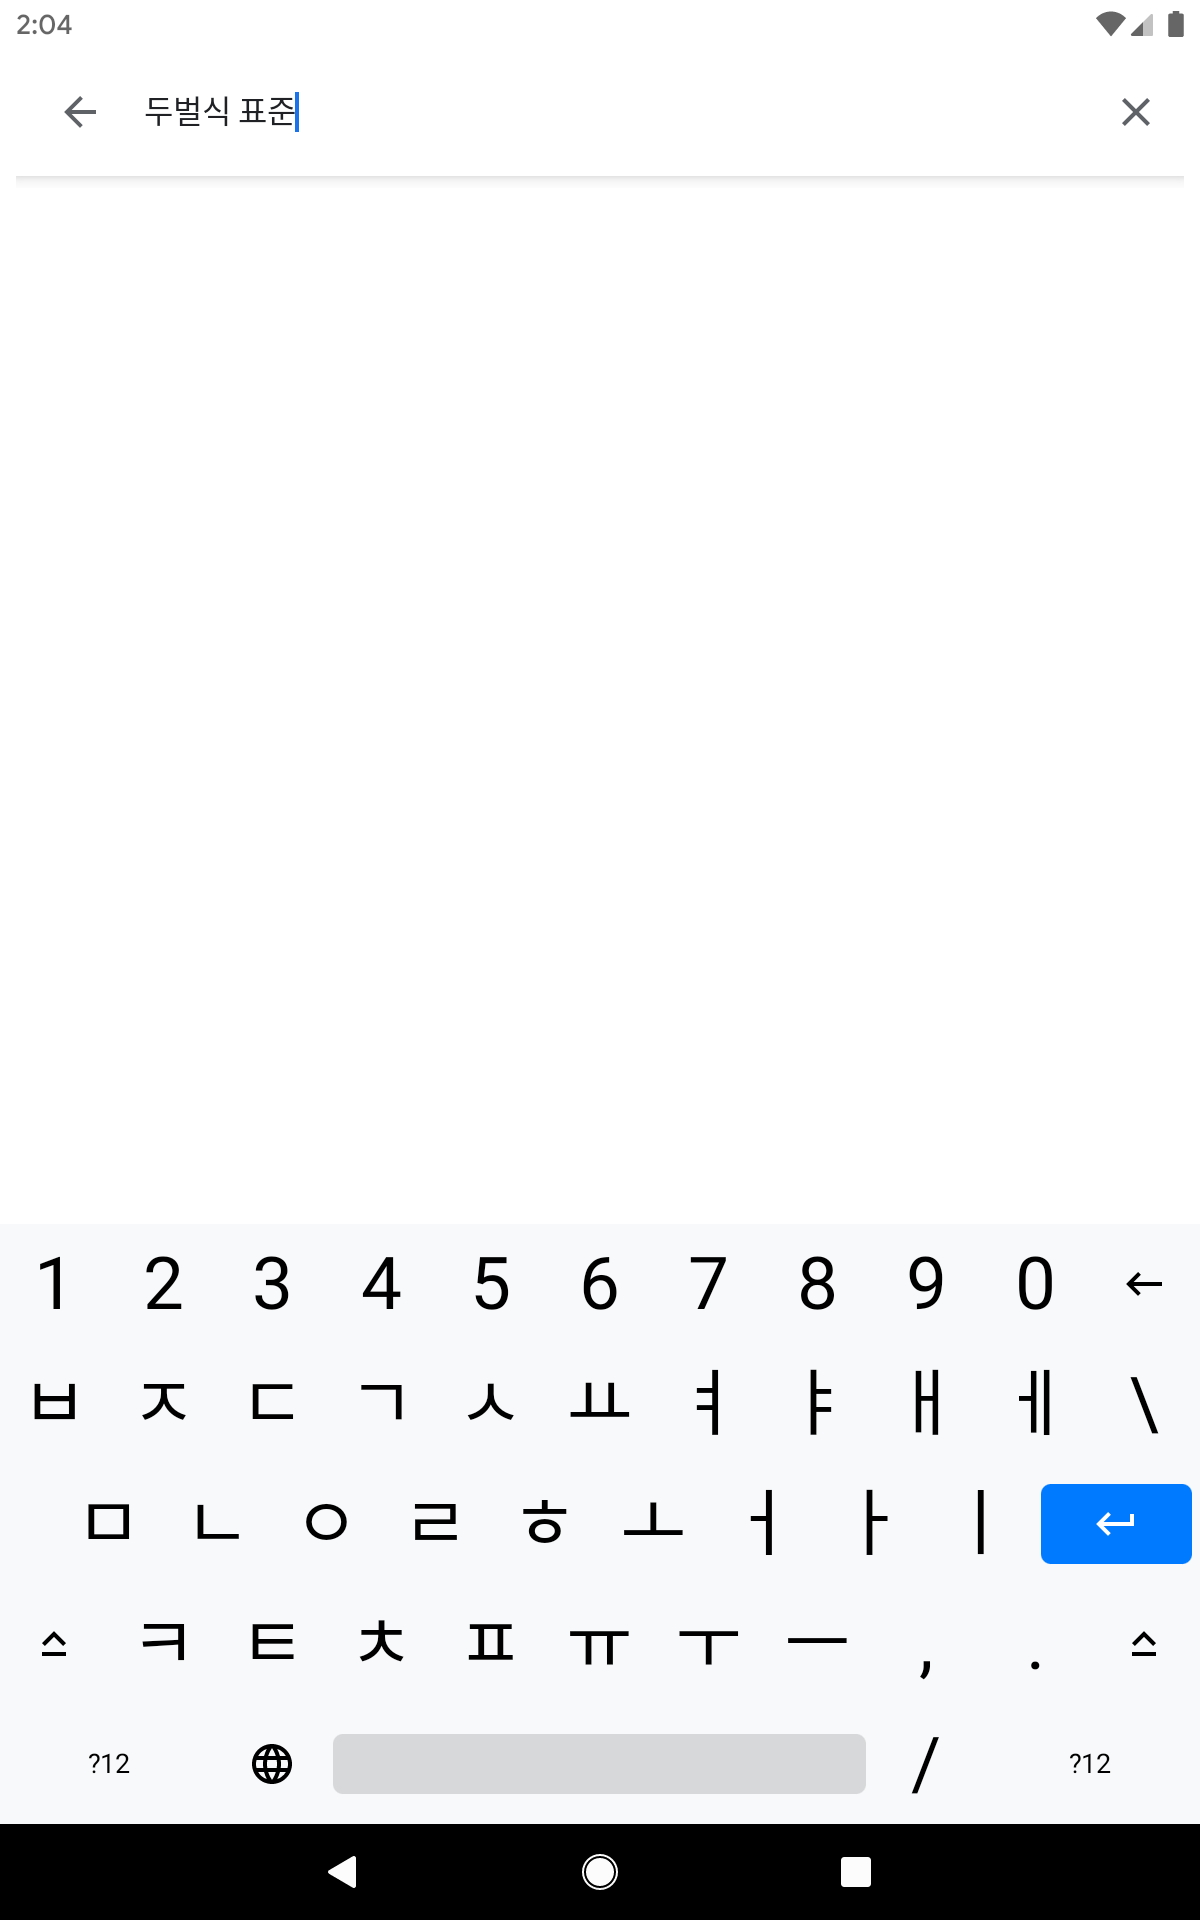 2:04
두벌식 표준
1 2 3 4 5 6 7 8 9 0 ←
ㅂ ㅈ ㄷ ㄱ ㅅ ㅛ ㅕ ㅑ ㅐ ㅔ \
ㅁ ㄴ ㅇ ㄹ ㅎ ㅗ ㅓ ㅏ ㅣ
ㅋ ㅌ ㅊ ㅍ ㅠ ㅜ ㅡ , .
?12 / ?12